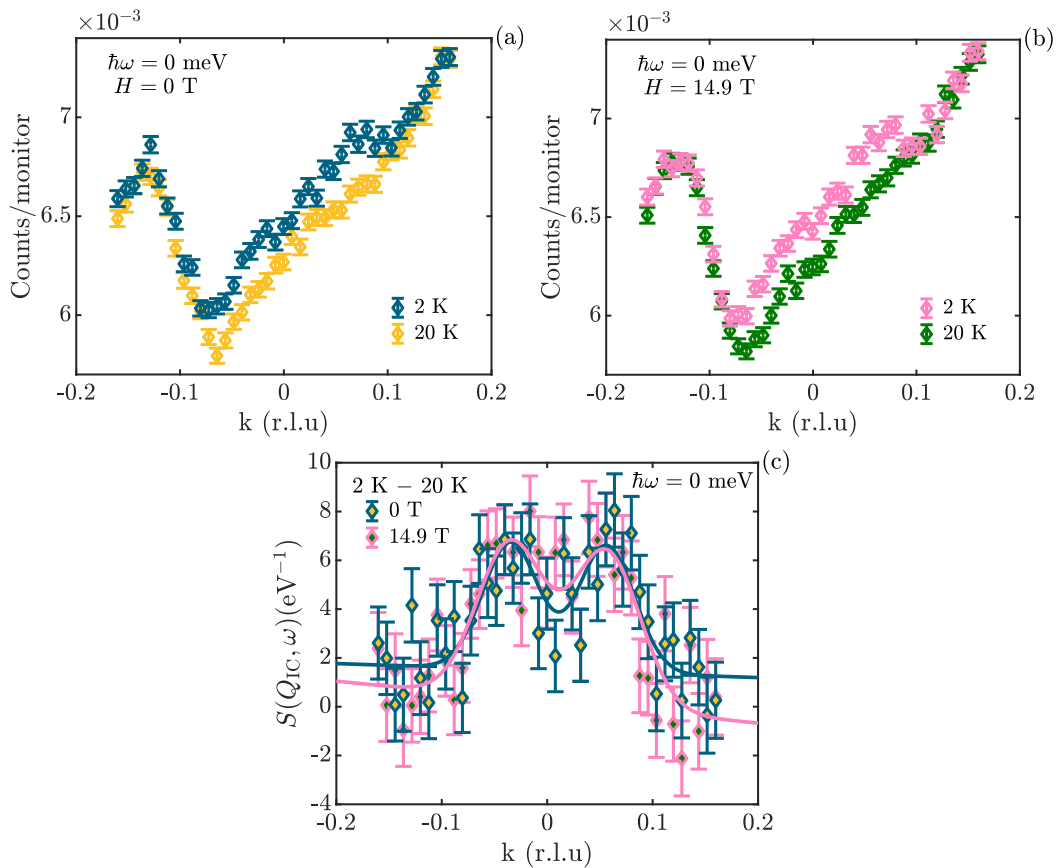 ×10⁻³
(a)
ħω = 0 meV
H = 0 T
7
6.5
6
Counts/monitor
2 K
20 K
-0.2
-0.1
0
0.1
0.2
k (r.l.u)
×10⁻³
(b)
ħω = 0 meV
H = 14.9 T
7
6.5
6
Counts/monitor
2 K
20 K
-0.2
-0.1
0
0.1
0.2
k (r.l.u)
(c)
2 K − 20 K
0 T
14.9 T
ħω = 0 meV
10
8
6
4
2
0
-2
-4
S(Q_IC, ω)(eV⁻¹)
-0.2
-0.1
0
0.1
0.2
k (r.l.u)